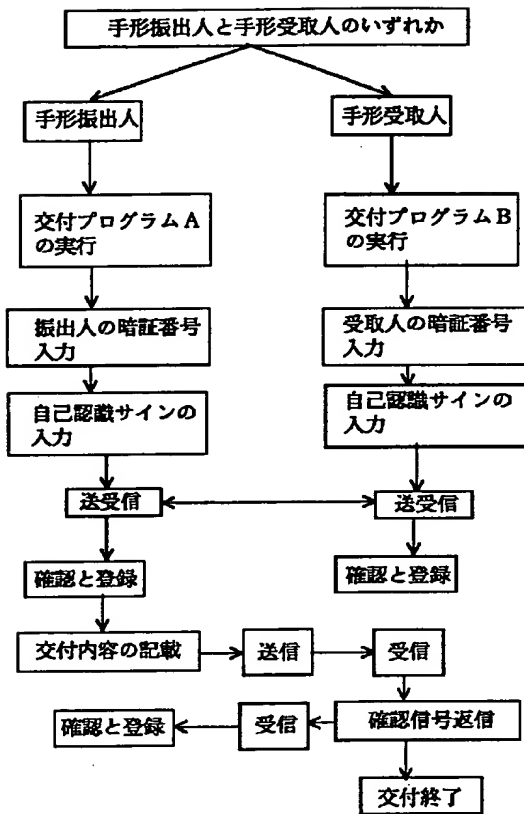 手形振出人と手形受取人のいずれか
手形振出人
手形受取人
交付プログラムA
の実行
交付プログラムB
の実行
振出人の暗証番号
入力
受取人の暗証番号
入力
自己認識サインの
入力
自己認識サインの
入力
送受信
送受信
確認と登録
確認と登録
交付内容の記載
送信
受信
確認と登録
受信
確認信号返信
交付終了